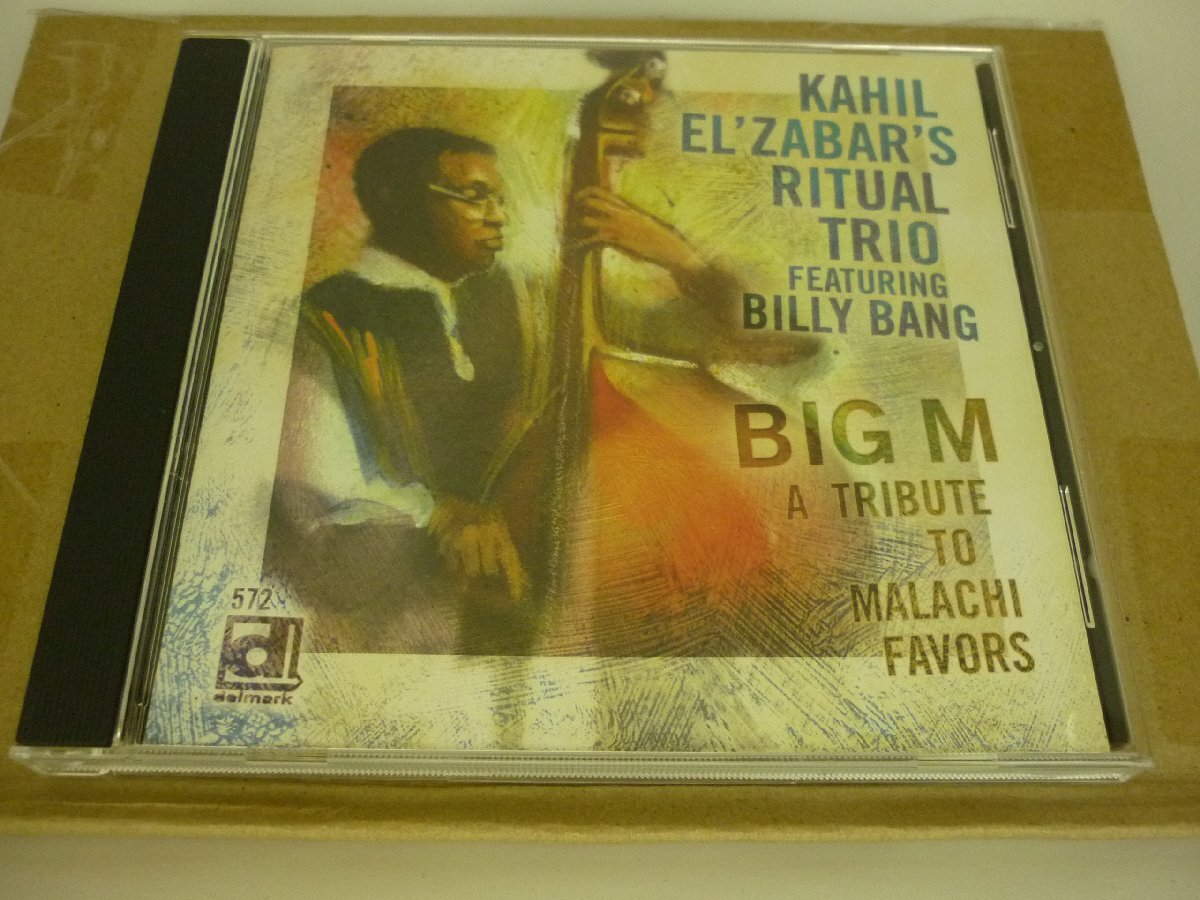 KAHIL
EL'ZABAR'S
RITUAL
TRIO
FEATURING
BILLY BANG
BIG M
A TRIBUTE
TO
MALACHI
FAVORS
572
delmark